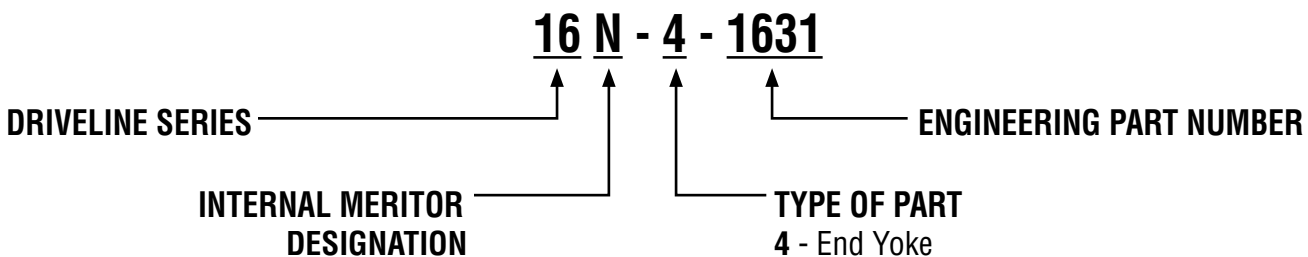 16 N - 4 - 1631
DRIVELINE SERIES
ENGINEERING PART NUMBER
INTERNAL MERITOR
DESIGNATION
TYPE OF PART
4 - End Yoke